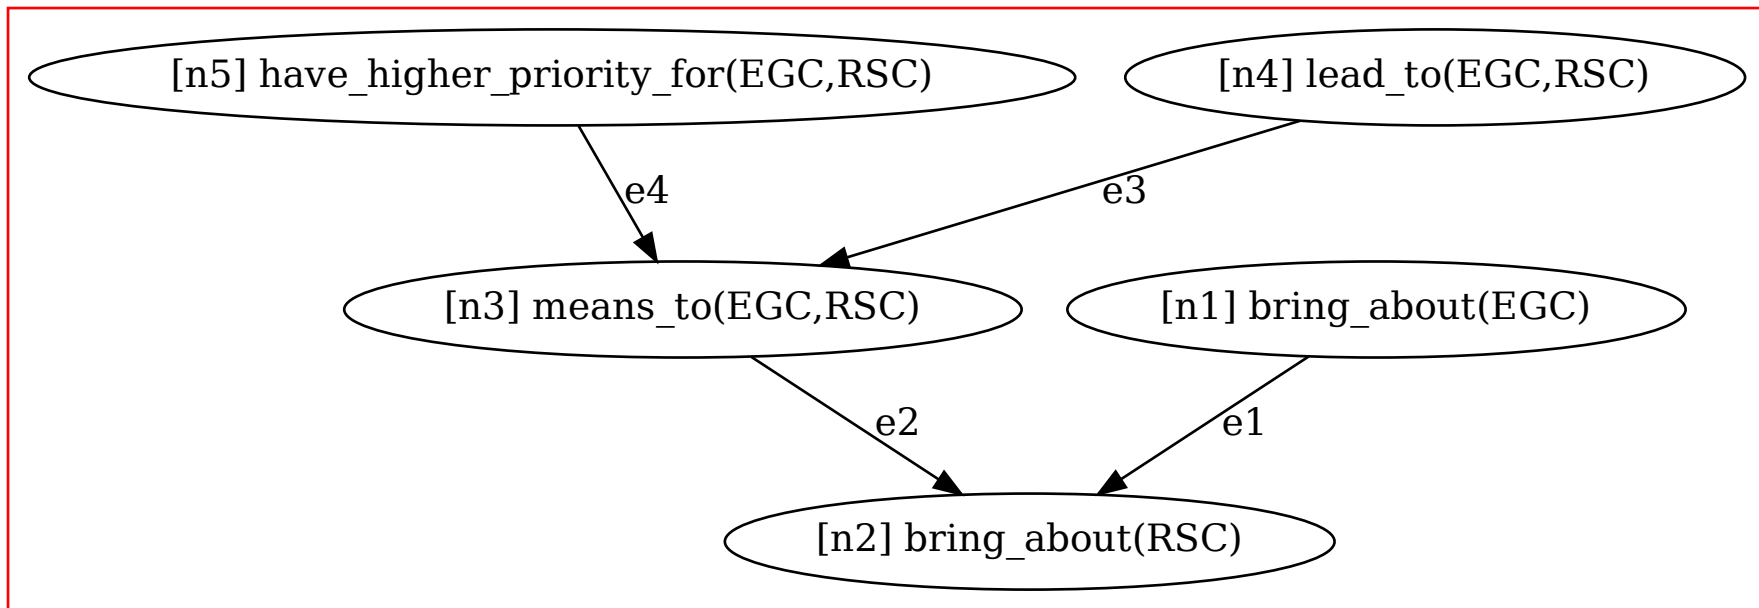 [n5] have_higher_priority_for(EGC,RSC)
[n4] lead_to(EGC,RSC)
e4
e3
[n3] means_to(EGC,RSC)
[n1] bring_about(EGC)
e2
e1
[n2] bring_about(RSC)